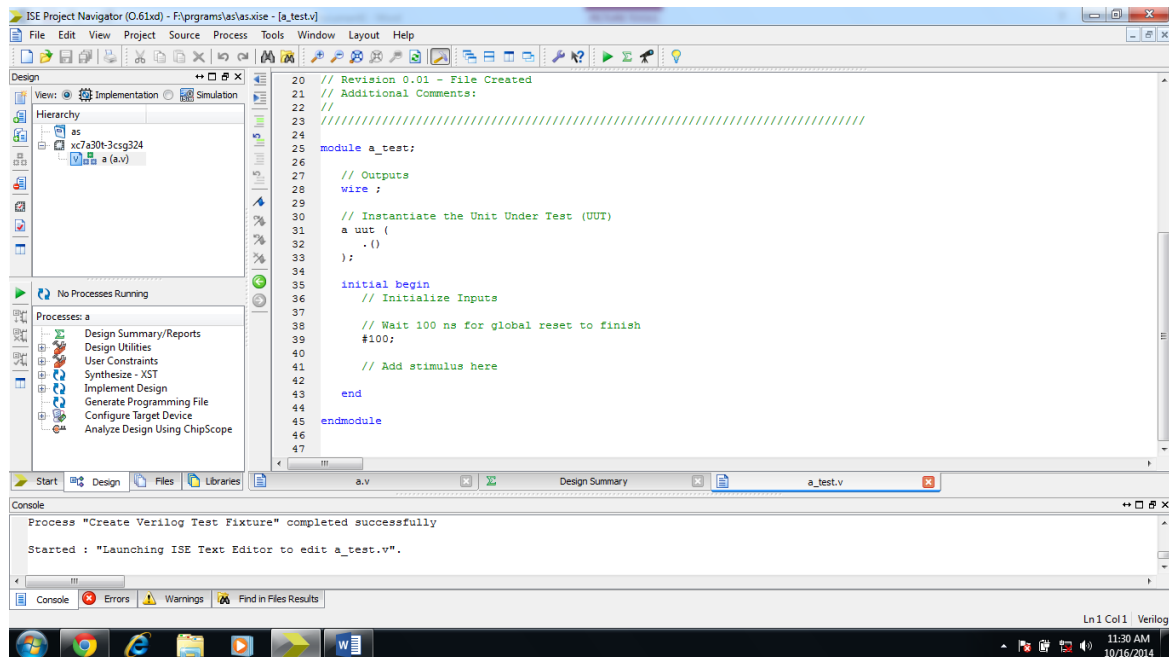 ISE Project Navigator (O.61xd) - F:\prgrams\as\as.xise - [a_test.v]
File Edit View Project Source Process Tools Window Layout Help
Design
View: Implementation Simulation
Hierarchy
as
xc7a30t-3csg324
a (a.v)
No Processes Running
Processes: a
Design Summary/Reports
Design Utilities
User Constraints
Synthesize - XST
Implement Design
Generate Programming File
Configure Target Device
Analyze Design Using ChipScope
20 // Revision 0.01 - File Created
21 // Additional Comments:
22 //
23 ////////////////////////////////////////////////////////////////////////////////
24
25 module a_test;
26
27 // Outputs
28 wire ;
29
30 // Instantiate the Unit Under Test (UUT)
31 a uut (
32 .()
33 );
34
35 initial begin
36 // Initialize Inputs
37
38 // Wait 100 ns for global reset to finish
39 #100;
40
41 // Add stimulus here
42
43 end
44
45 endmodule
46
47
Start Design Files Libraries
a.v Design Summary a_test.v
Console
Process "Create Verilog Test Fixture" completed successfully
Started : "Launching ISE Text Editor to edit a_test.v".
Console Errors Warnings Find in Files Results
Ln 1 Col 1 Verilog
11:30 AM
10/16/2014